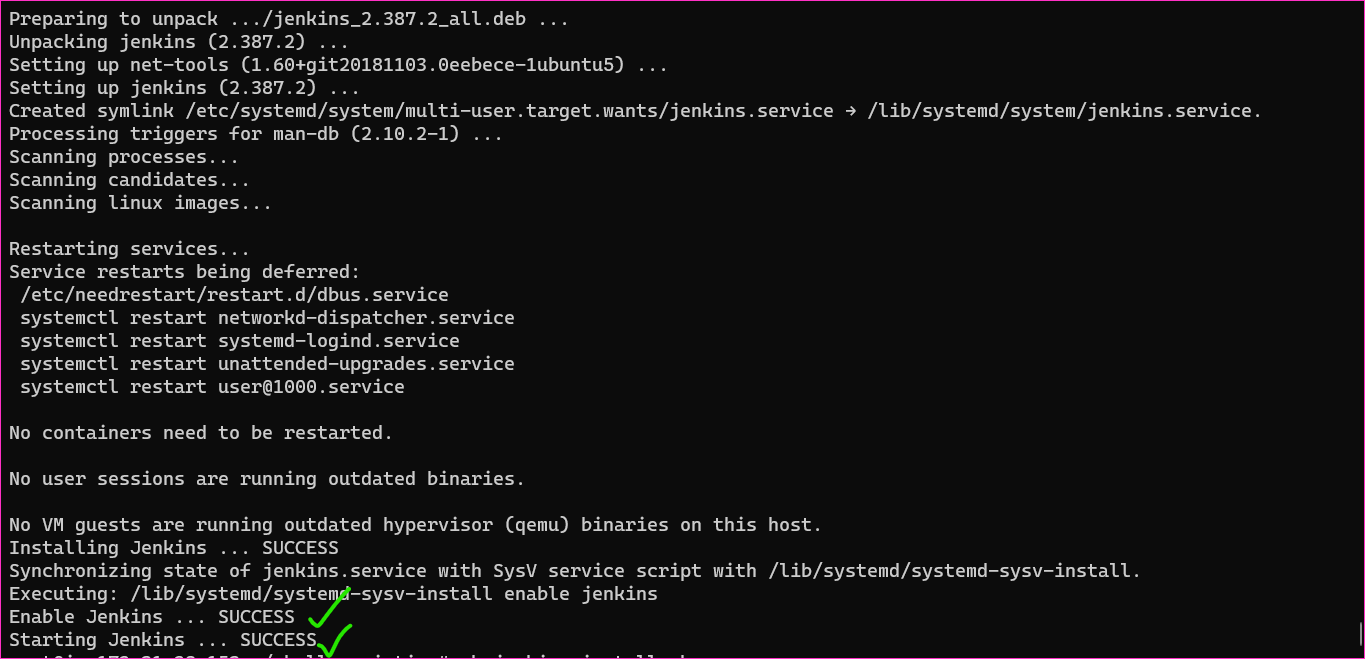 Preparing to unpack .../jenkins_2.387.2_all.deb ...
Unpacking jenkins (2.387.2) ...
Setting up net-tools (1.60+git20181103.0eebece-1ubuntu5) ...
Setting up jenkins (2.387.2) ...
Created symlink /etc/systemd/system/multi-user.target.wants/jenkins.service → /lib/systemd/system/jenkins.service.
Processing triggers for man-db (2.10.2-1) ...
Scanning processes...
Scanning candidates...
Scanning linux images...
Restarting services...
Service restarts being deferred:
/etc/needrestart/restart.d/dbus.service
systemctl restart networkd-dispatcher.service
systemctl restart systemd-logind.service
systemctl restart unattended-upgrades.service
systemctl restart user@1000.service
No containers need to be restarted.
No user sessions are running outdated binaries.
No VM guests are running outdated hypervisor (qemu) binaries on this host.
Installing Jenkins ... SUCCESS
Synchronizing state of jenkins.service with SysV service script with /lib/systemd/systemd-sysv-install.
Executing: /lib/systemd/systemd-sysv-install enable jenkins
Enable Jenkins ... SUCCESS
Starting Jenkins ... SUCCESS